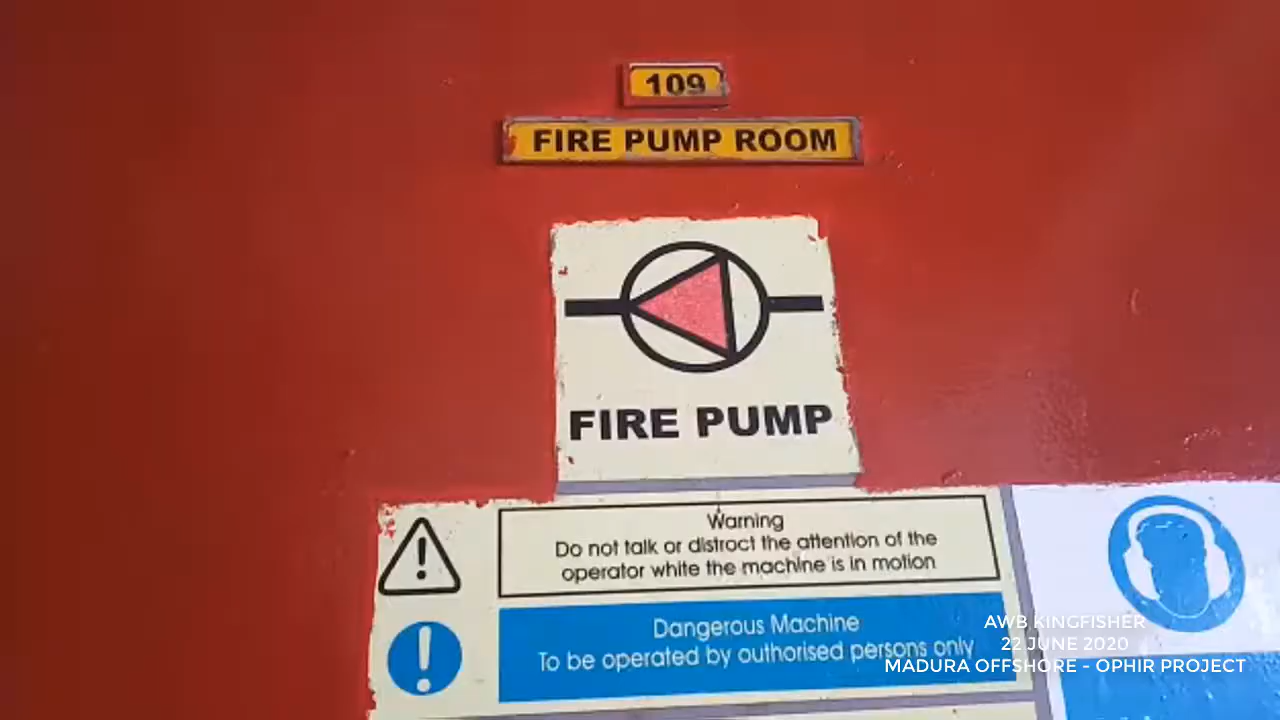 109
FIRE PUMP ROOM
FIRE PUMP
Warning
Do not talk or distroct the attention of the
operator white the machine is in motion
Dangerous Machine
To be operated by outhorised persons only
AWB KINGFISHER
22 JUNE 2020
MADURA OFFSHORE - OPHIR PROJECT